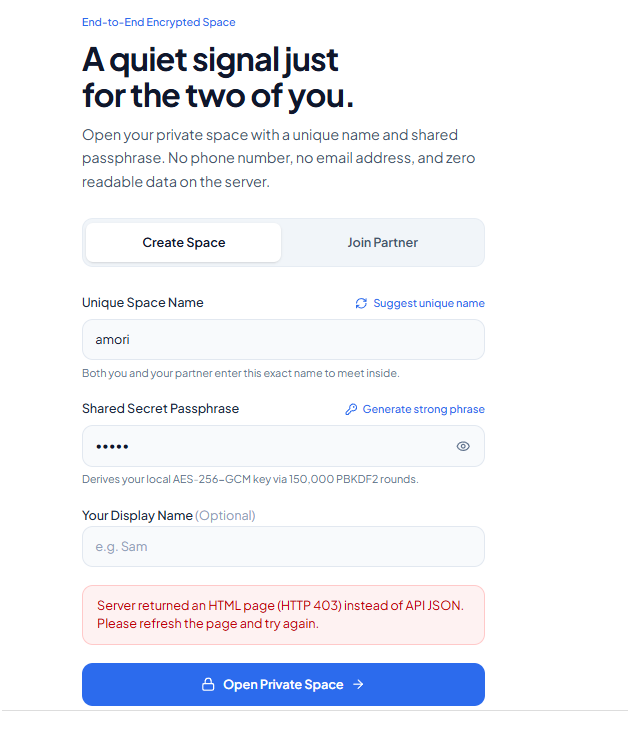 End-to-End Encrypted Space
A quiet signal just
for the two of you.
Open your private space with a unique name and shared
passphrase. No phone number, no email address, and zero
readable data on the server.
Create Space
Join Partner
Unique Space Name
Suggest unique name
amori
Both you and your partner enter this exact name to meet inside.
Shared Secret Passphrase
Generate strong phrase
•••••
Derives your local AES-256-GCM key via 150,000 PBKDF2 rounds.
Your Display Name (Optional)
e.g. Sam
Server returned an HTML page (HTTP 403) instead of API JSON.
Please refresh the page and try again.
Open Private Space →